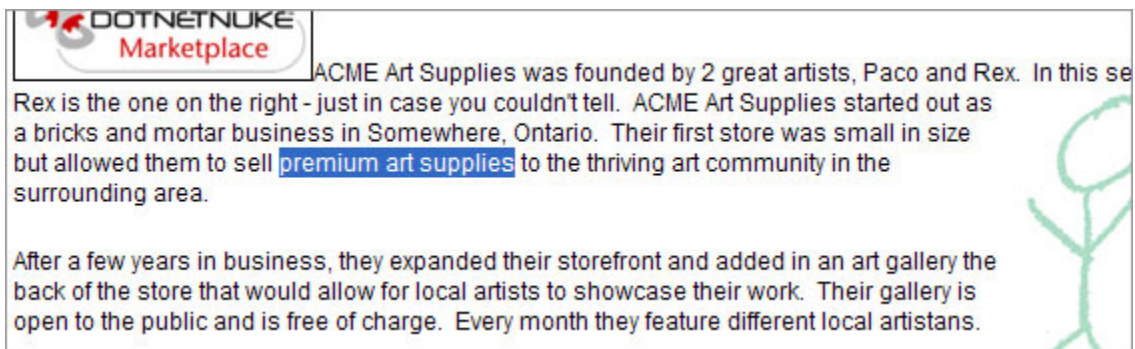 DOTNETNUKE
Marketplace
ACME Art Supplies was founded by 2 great artists, Paco and Rex. In this se
Rex is the one on the right - just in case you couldn't tell. ACME Art Supplies started out as
a bricks and mortar business in Somewhere, Ontario. Their first store was small in size
but allowed them to sell premium art supplies to the thriving art community in the
surrounding area.
After a few years in business, they expanded their storefront and added in an art gallery the
back of the store that would allow for local artists to showcase their work. Their gallery is
open to the public and is free of charge. Every month they feature different local artistans.